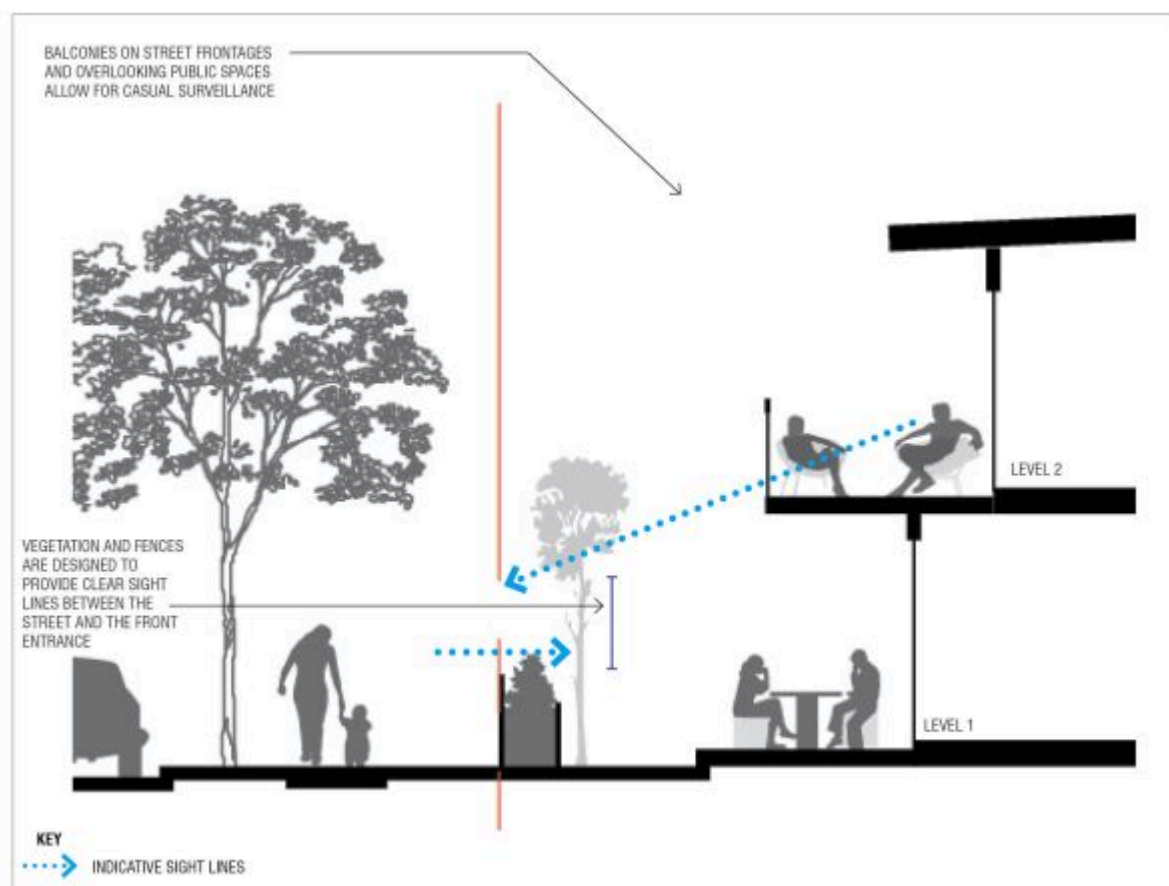 BALCONIES ON STREET FRONTAGES
AND OVERLOOKING PUBLIC SPACES
ALLOW FOR CASUAL SURVEILLANCE
LEVEL 2
VEGETATION AND FENCES
ARE DESIGNED TO
PROVIDE CLEAR SIGHT
LINES BETWEEN THE
STREET AND THE FRONT
ENTRANCE
LEVEL 1
KEY
INDICATIVE SIGHT LINES